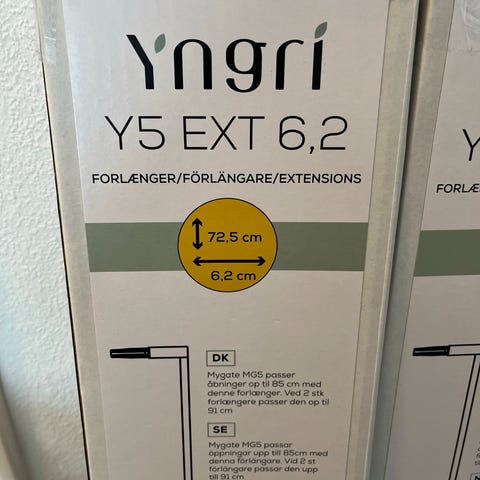 Yngri
Y5 EXT 6,2
FORLÆNGER/FÖRLÄNGARE/EXTENSIONS
72,5 cm
6,2 cm
DK
Mygate MG5 passer
åbninger op til 85 cm med
denne forlænger. Ved 2 stk
forlængere passer den op til
91 cm
SE
Mygate MG5 passar
öppningar upp till 85cm med
denna förlängare. Vid 2 st
förlängare passar den upp
till 91 cm
Y
FORLÆ